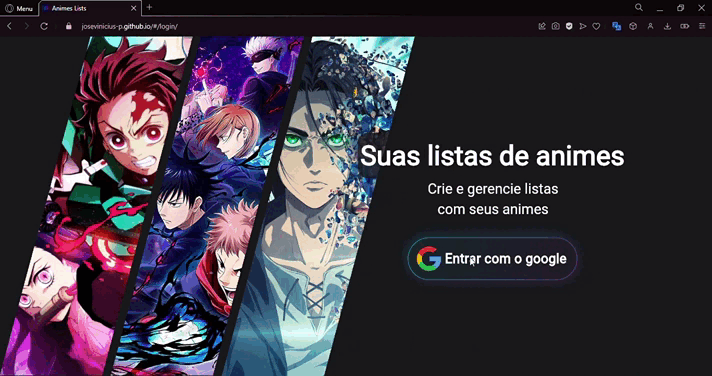 Menu
Animes Lists
josevinicius-p.github.io/#/login/
Suas listas de animes
Crie e gerencie listas
com seus animes
Entrar com o google